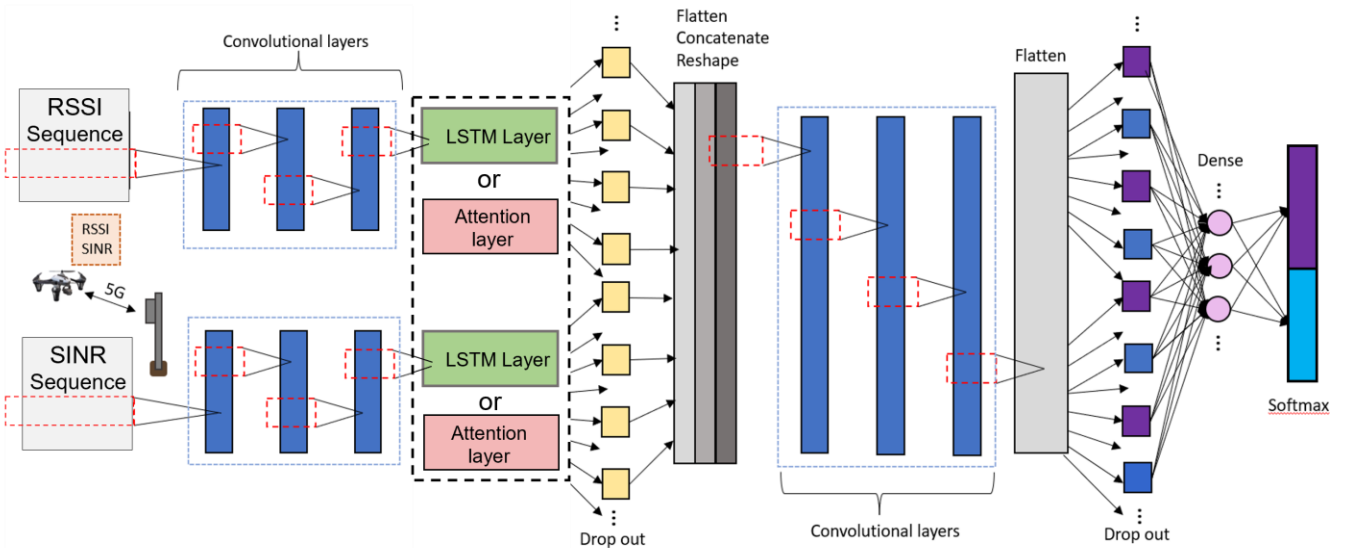 Convolutional layers
RSSI
Sequence
LSTM Layer
or
Attention
layer
RSSI
SINR
5G
SINR
Sequence
LSTM Layer
or
Attention
layer
Drop out
Flatten
Concatenate
Reshape
Convolutional layers
Flatten
Drop out
Dense
Softmax